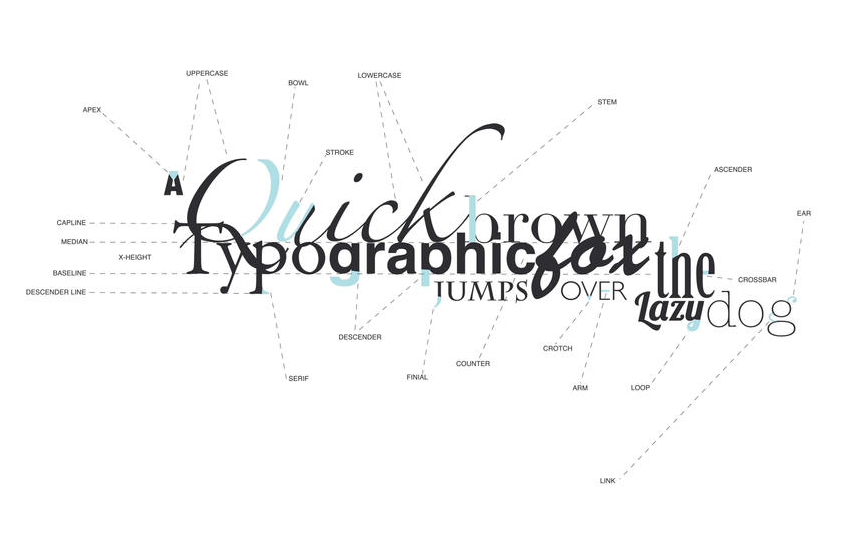 UPPERCASE
LOWERCASE
BOWL
STEM
APEX
STROKE
ASCENDER
A Quick brown
EAR
CAPLINE
MEDIAN
Typographic fox the
X-HEIGHT
BASELINE
CROSSBAR
DESCENDER LINE
JUMPS OVER Lazy dog
DESCENDER
CROTCH
COUNTER
SERIF
FINIAL
ARM
LOOP
LINK